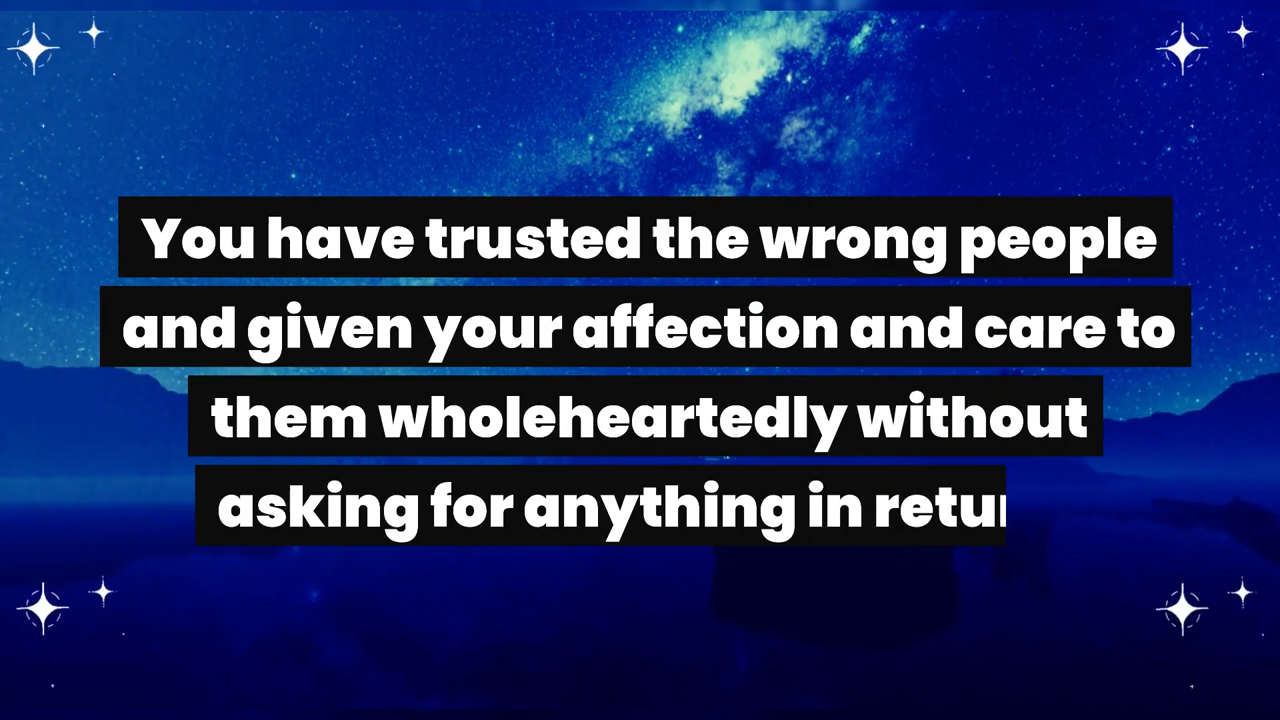 You have trusted the wrong people
and given your affection and care to
them wholeheartedly without
asking for anything in retur